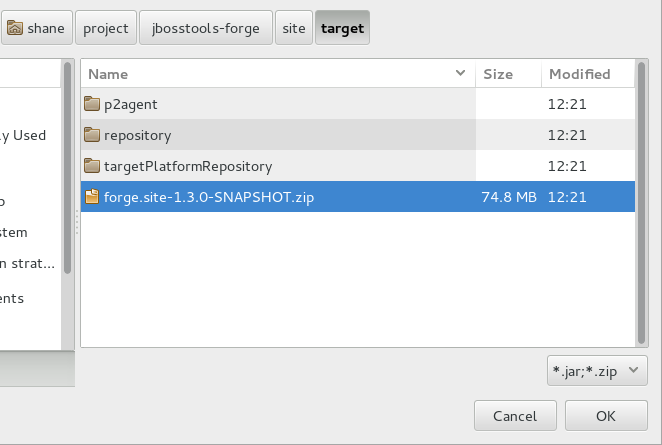 shane project jbosstools-forge site target
Name Size Modified
p2agent 12:21
y Used repository 12:21
targetPlatformRepository 12:21
forge.site-1.3.0-SNAPSHOT.zip 74.8 MB 12:21
stem
n strat...
ents
*.jar;*.zip
Cancel OK